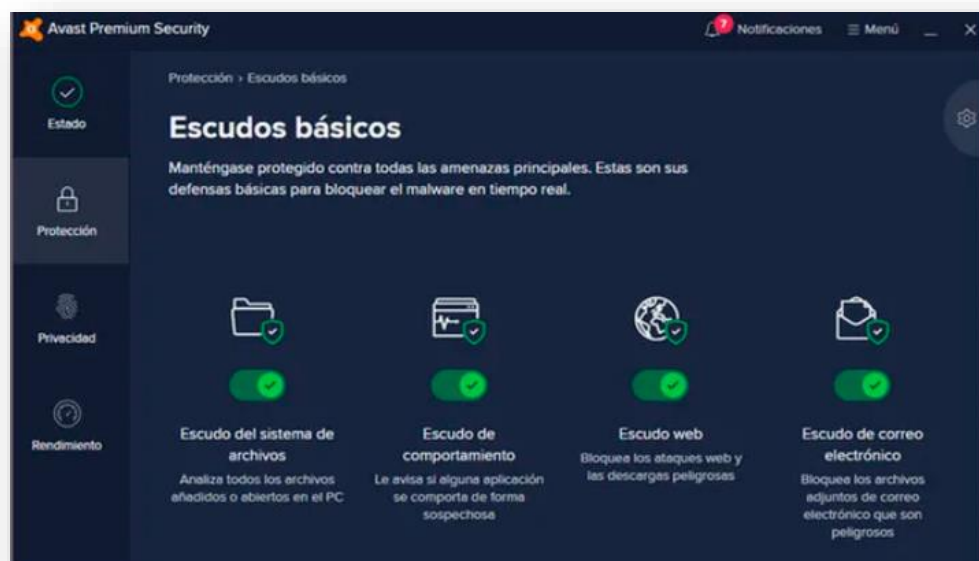 Avast Premium Security
7
Notificaciones
Menú
Estado
Protección
Privacidad
Rendimiento
Protección › Escudos básicos
Escudos básicos
Manténgase protegido contra todas las amenazas principales. Estas son sus
defensas básicas para bloquear el malware en tiempo real.
Escudo del sistema de
archivos
Analiza todos los archivos
añadidos o abiertos en el PC
Escudo de
comportamiento
Le avisa si alguna aplicación
se comporta de forma
sospechosa
Escudo web
Bloquea los ataques web y
las descargas peligrosas
Escudo de correo
electrónico
Bloquea los archivos
adjuntos de correo
electrónico que son
peligrosos